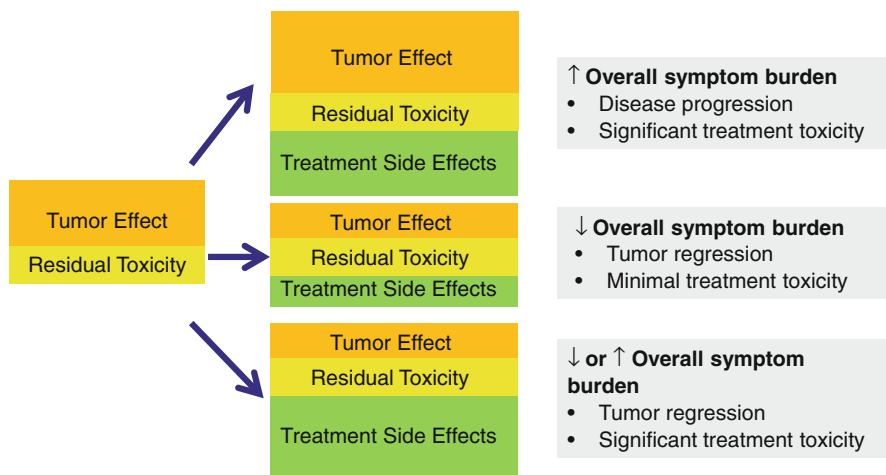 Tumor Effect
Residual Toxicity
Tumor Effect
Residual Toxicity
Treatment Side Effects
↑ Overall symptom burden
• Disease progression
• Significant treatment toxicity
Tumor Effect
Residual Toxicity
Treatment Side Effects
↓ Overall symptom burden
• Tumor regression
• Minimal treatment toxicity
Tumor Effect
Residual Toxicity
Treatment Side Effects
↓ or ↑ Overall symptom
burden
• Tumor regression
• Significant treatment toxicity